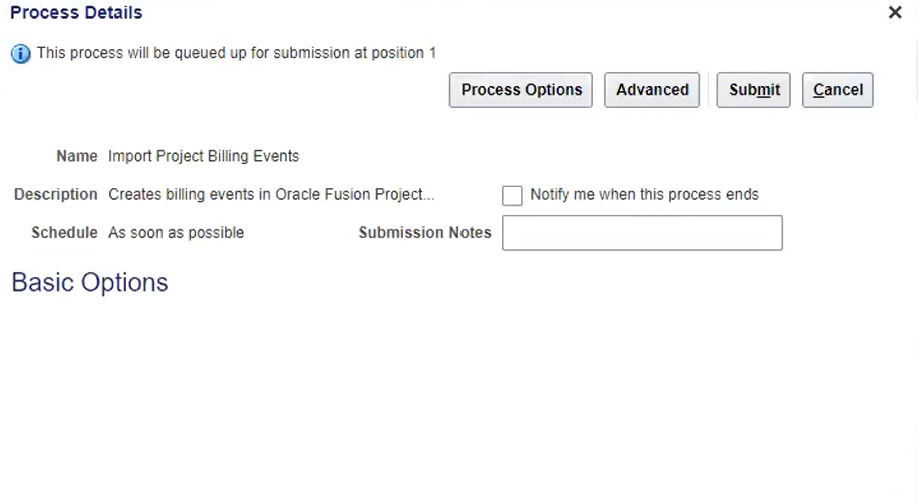 Process Details
This process will be queued up for submission at position 1
Process Options Advanced Submit Cancel
Name Import Project Billing Events
Description Creates billing events in Oracle Fusion Project... Notify me when this process ends
Schedule As soon as possible Submission Notes
Basic Options